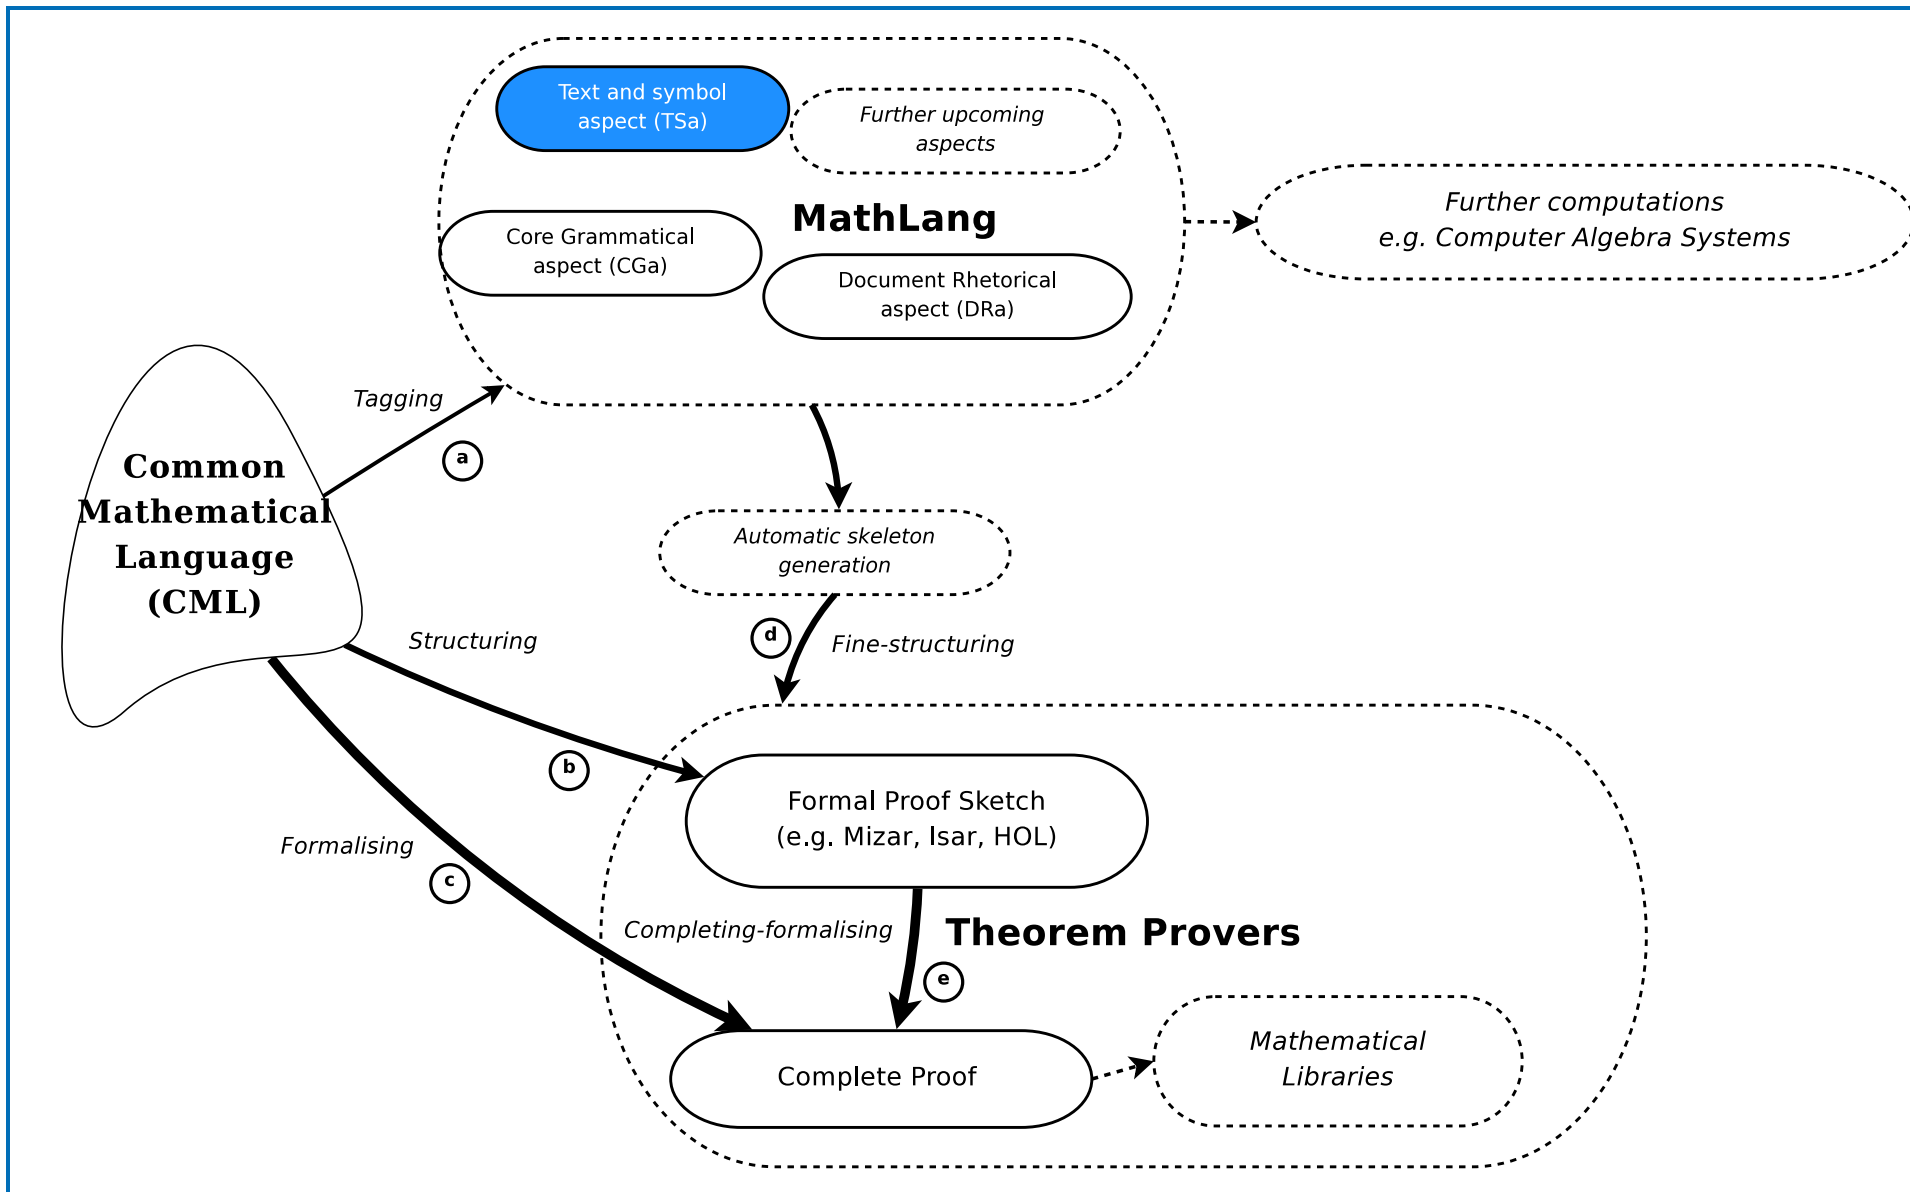 Text and symbol
aspect (TSa)
Further upcoming
aspects
MathLang
Core Grammatical
aspect (CGa)
Document Rhetorical
aspect (DRa)
Further computations
e.g. Computer Algebra Systems
Tagging
a
Common
Mathematical
Language
(CML)
Automatic skeleton
generation
d
Fine-structuring
Structuring
b
Formal Proof Sketch
(e.g. Mizar, Isar, HOL)
Formalising
c
Completing-formalising
Theorem Provers
e
Complete Proof
Mathematical
Libraries